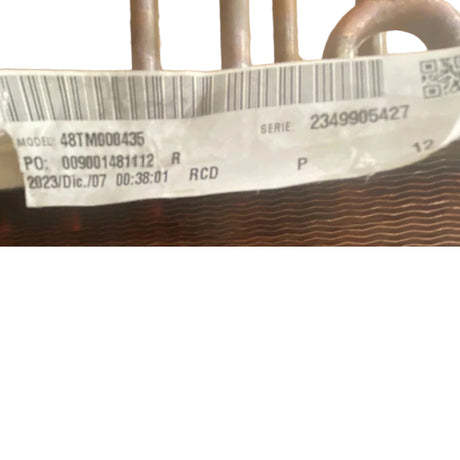 MODEL: 48TM000435 SERIE: 2349905427
PO: 009001481112 R P 12
2023/Dic./07 00:38:01 RCD